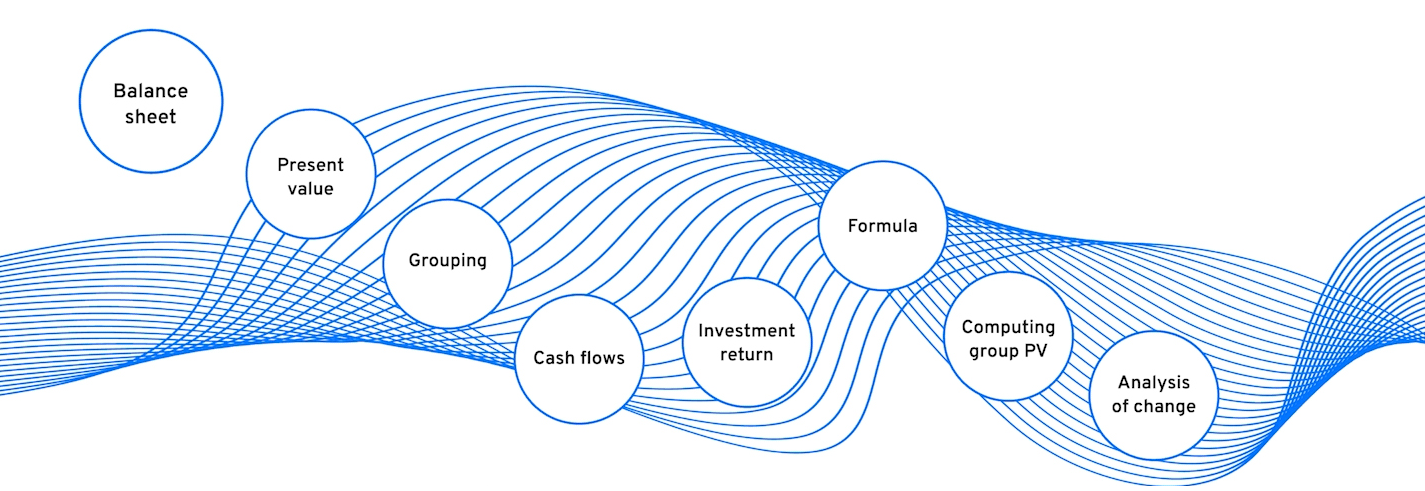 Balance
sheet
Present
value
Grouping
Cash flows
Investment
return
Formula
Computing
group PV
Analysis
of change